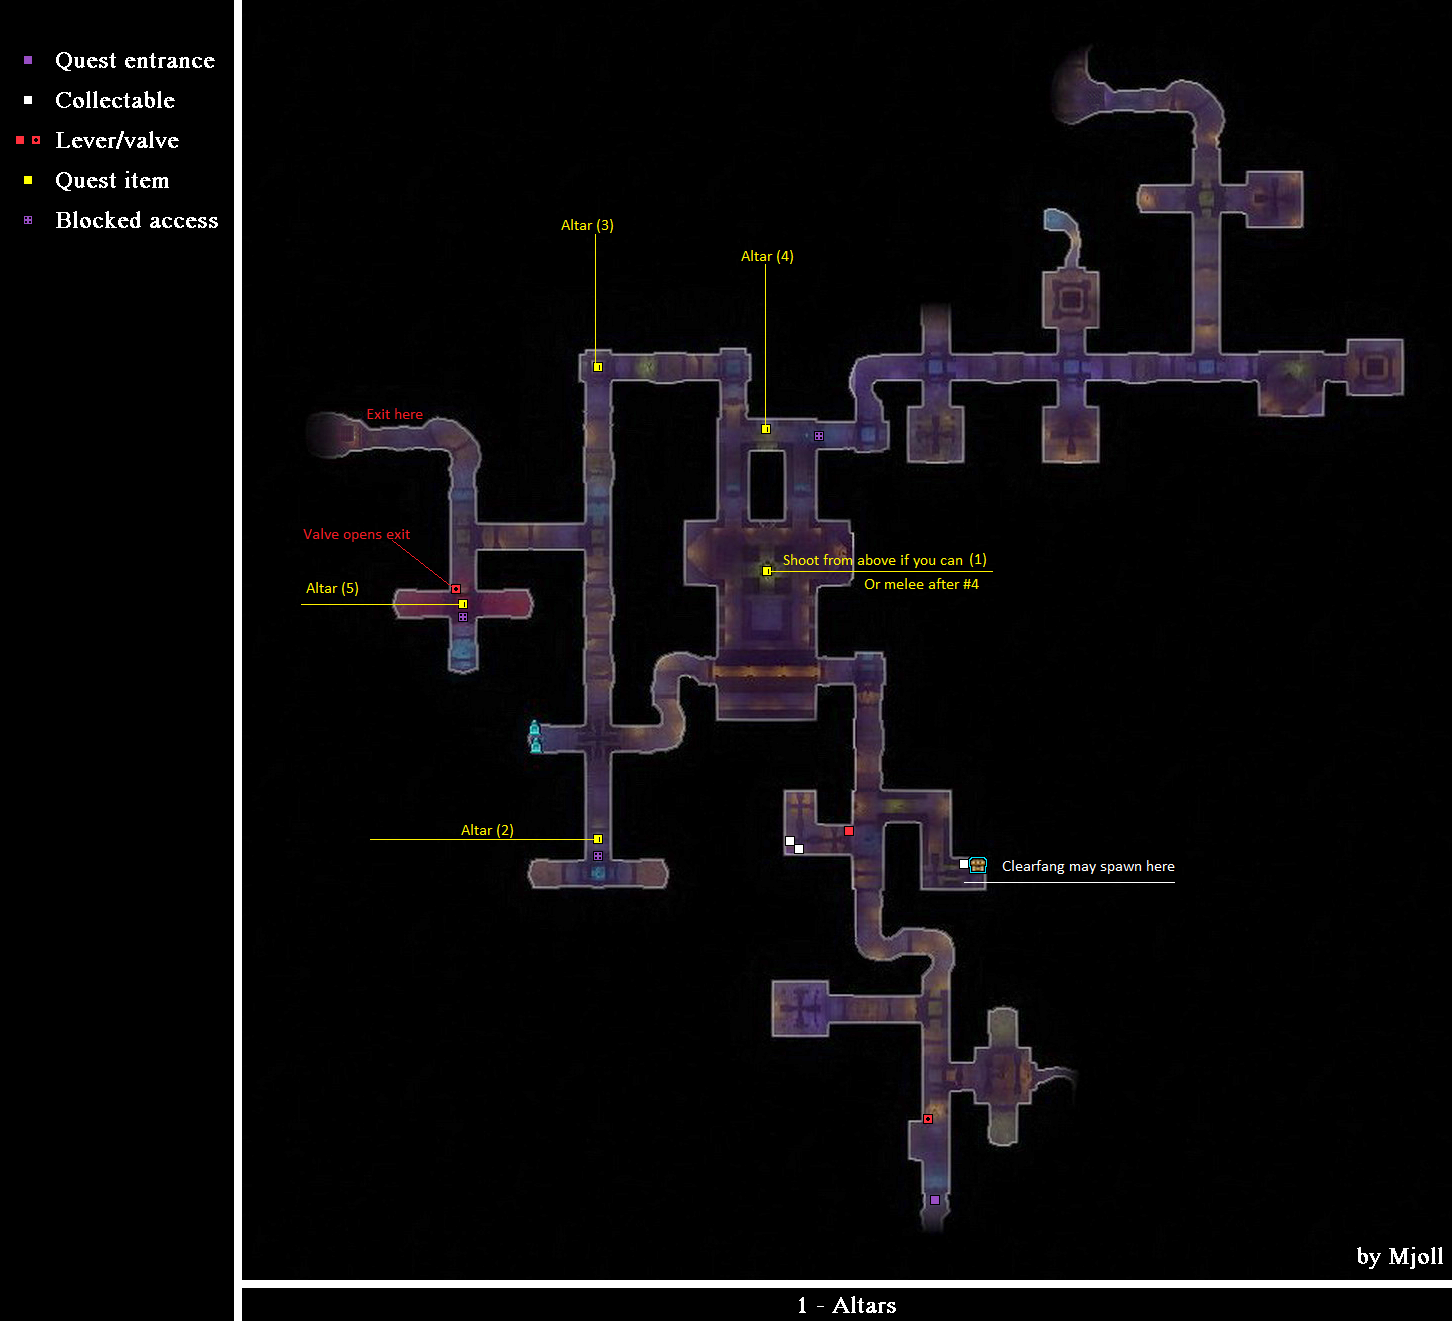 Quest entrance
Collectable
Lever/valve
Quest item
Blocked access
Altar (3)
Altar (4)
Exit here
Valve opens exit
Shoot from above if you can (1)
Or melee after #4
Altar (5)
Altar (2)
Clearfang may spawn here
by Mjoll
1 - Altars